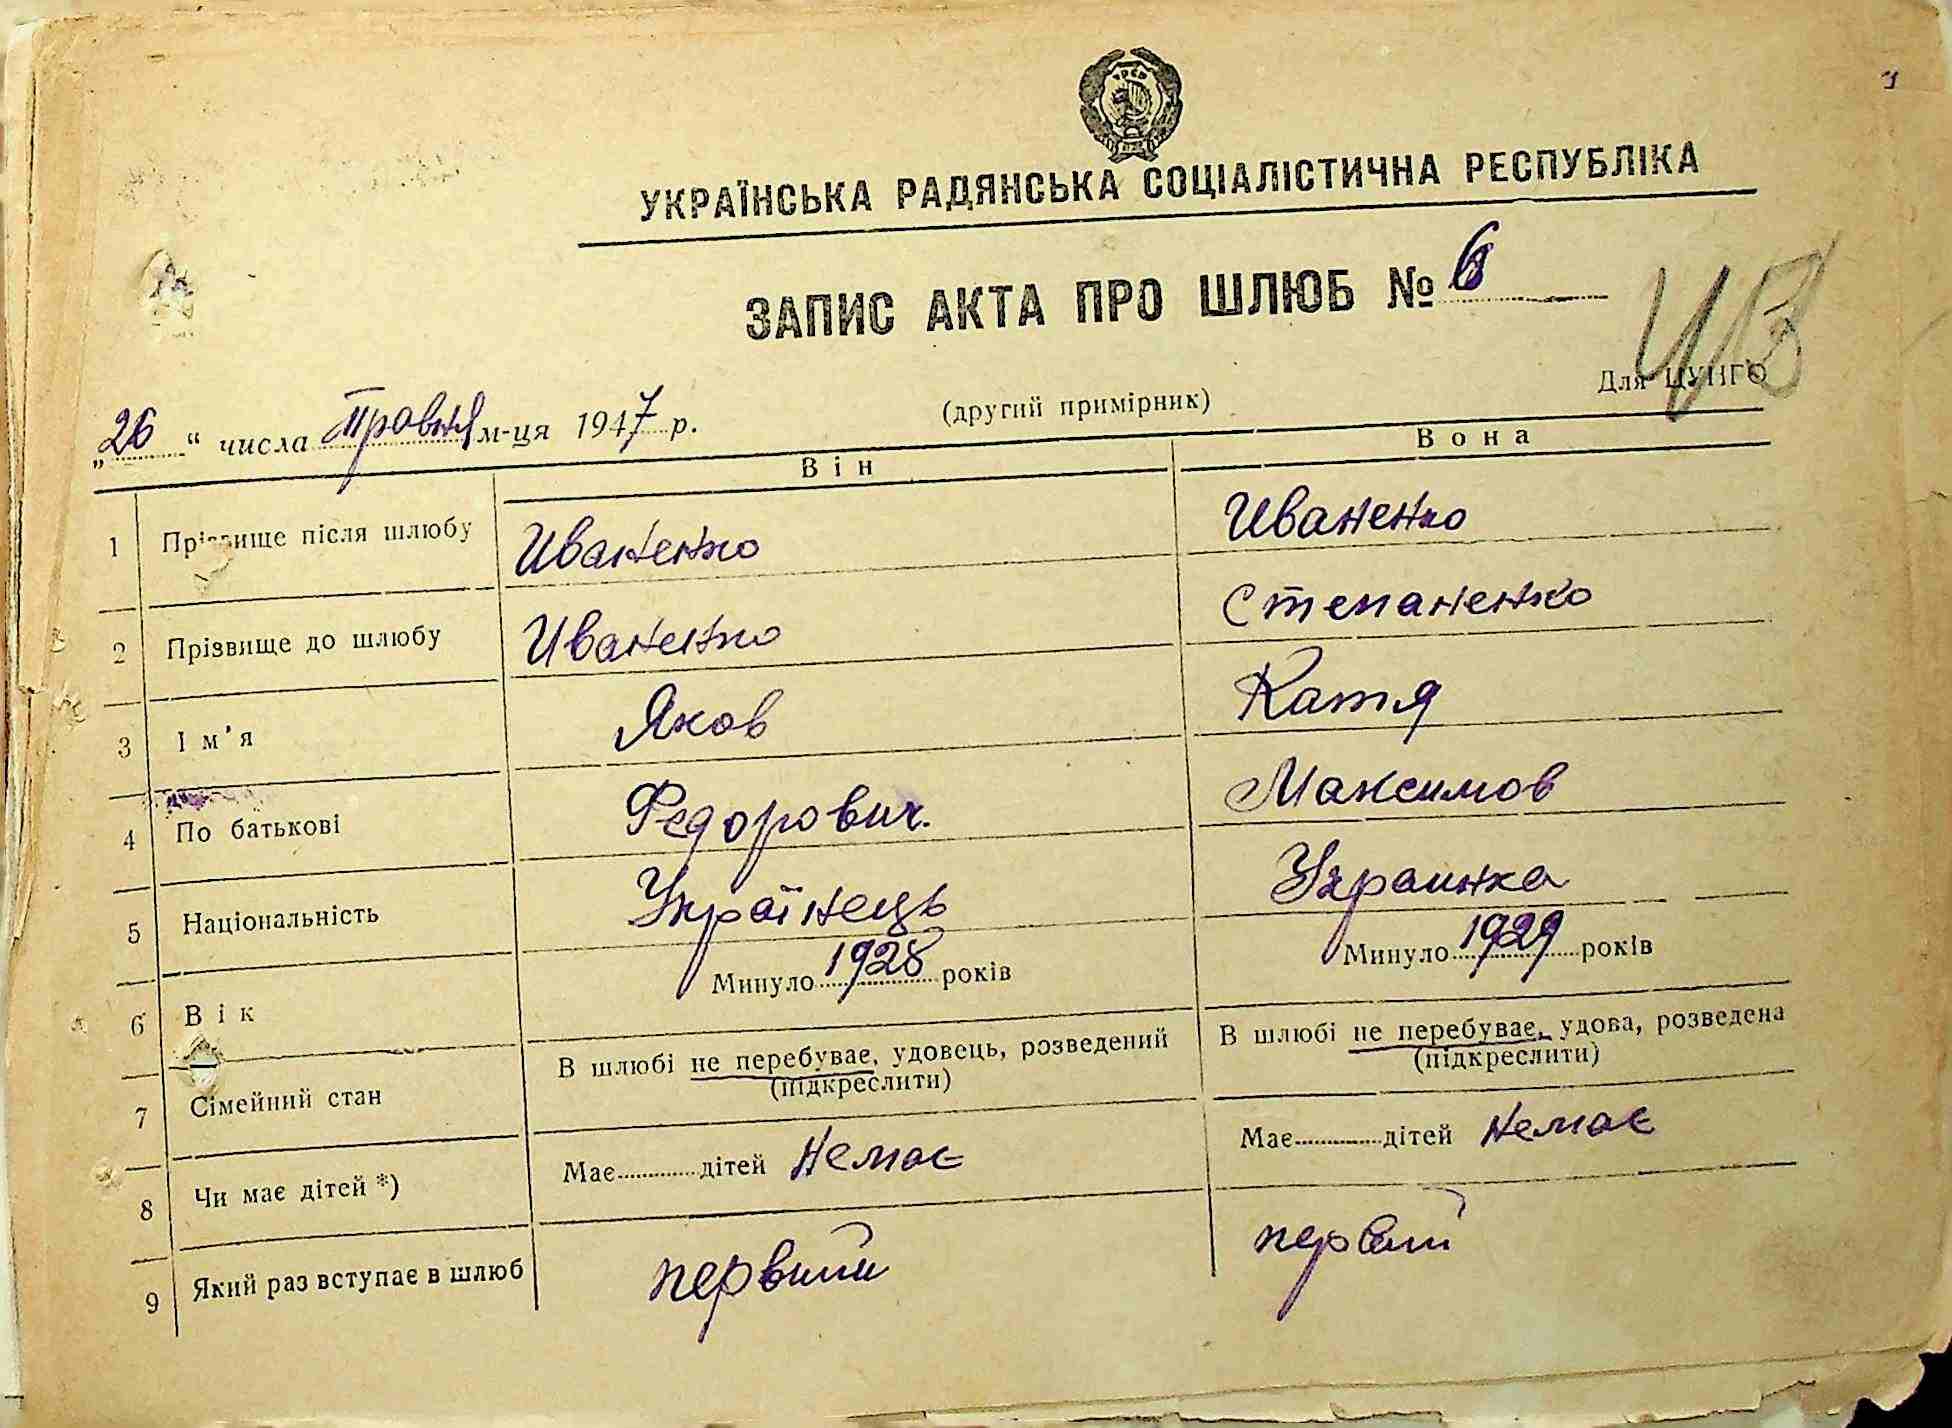 УКРАЇНСЬКА РАДЯНСЬКА СОЦІАЛІСТИЧНА РЕСПУБЛІКА
ЗАПИС АКТА ПРО ШЛЮБ № 6
„26“ числа Травня м-ця 1947 р.
(другий примірник)
Для ЦУНГО
Він
Вона
1 Прізвище після шлюбу Иваненко Иваненко
2 Прізвище до шлюбу Иваненко Степаненко
3 Ім'я Яков Катя
4 По батькові Федорович. Максимов
5 Національність Українець Украинка
6 Вік Минуло 1928 років Минуло 1929 років
7 Сімейний стан В шлюбі не перебуває, удовець, розведений В шлюбі не перебуває, удова, розведена
(підкреслити) (підкреслити)
8 Чи має дітей *) Має дітей Немає Має дітей Немає
9 Який раз вступає в шлюб первий первий